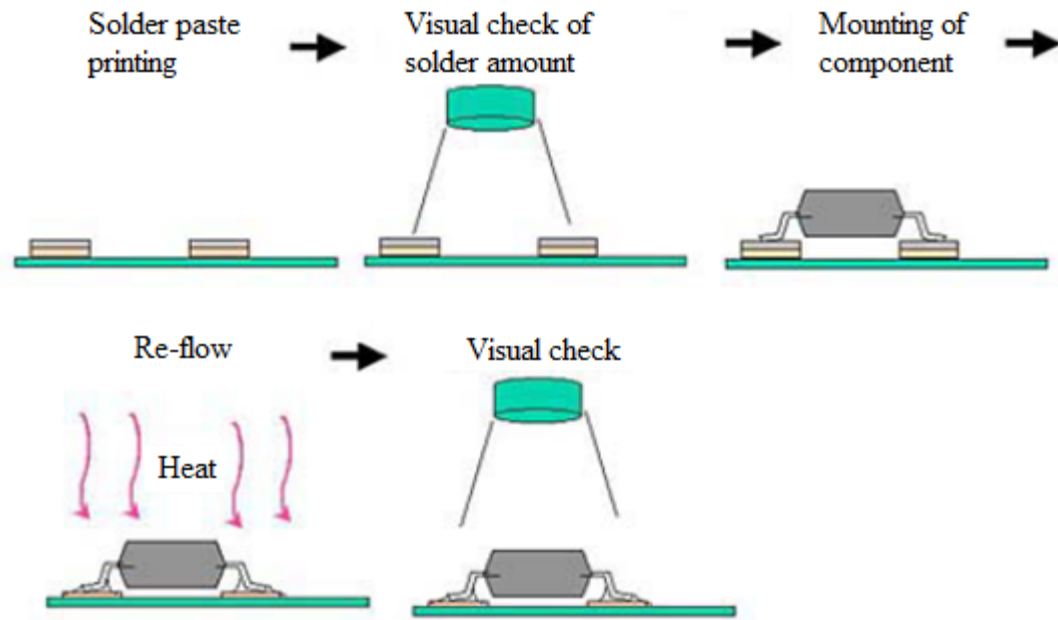 Solder paste
printing
Visual check of
solder amount
Mounting of
component
Re-flow
Visual check
Heat